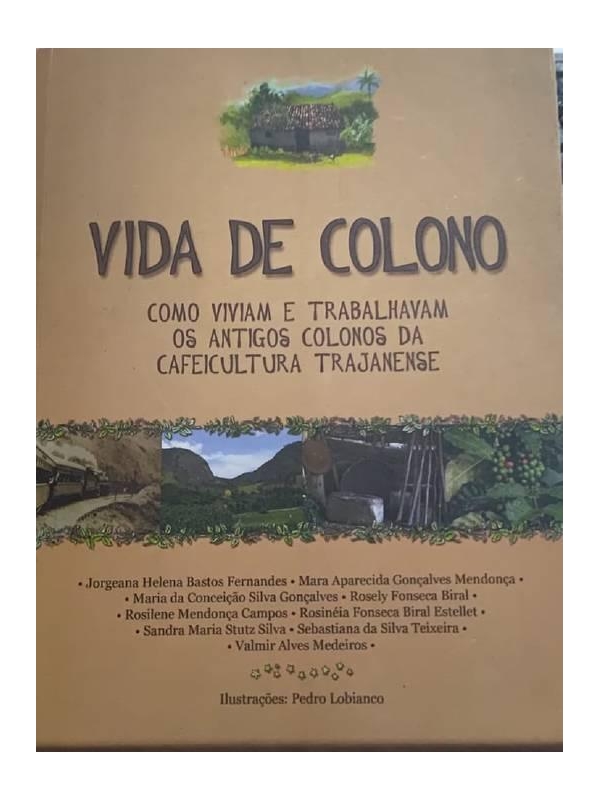 VIDA DE COLONO
COMO VIVIAM E TRABALHAVAM
OS ANTIGOS COLONOS DA
CAFEICULTURA TRAJANENSE
• Jorgeana Helena Bastos Fernandes • Mara Aparecida Gonçalves Mendonça •
• Maria da Conceição Silva Gonçalves • Rosely Fonseca Biral •
• Rosilene Mendonça Campos • Rosinéia Fonseca Biral Estellet •
• Sandra Maria Stutz Silva • Sebastiana da Silva Teixeira •
• Valmir Alves Medeiros •
Ilustrações: Pedro Lobianco